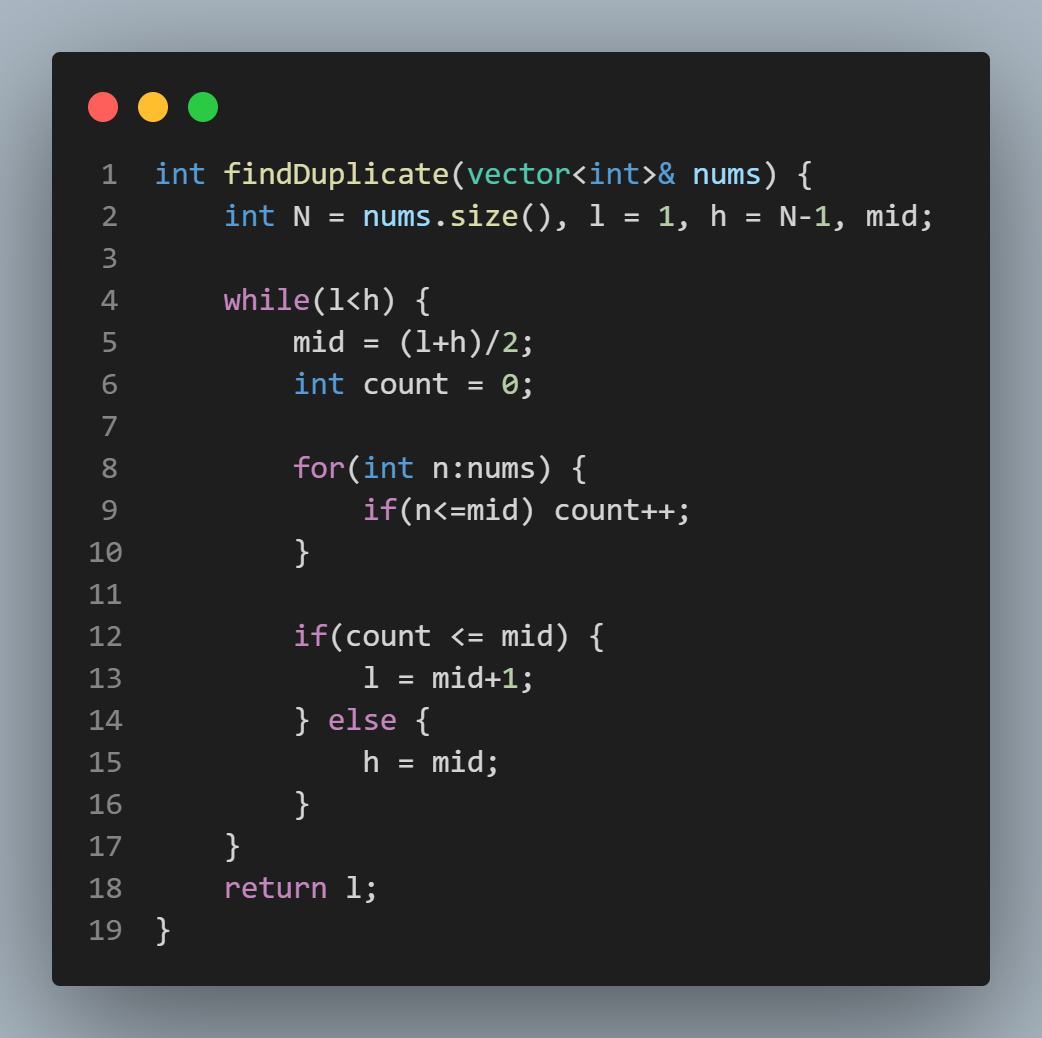 1 int findDuplicate(vector<int>& nums) {
2     int N = nums.size(), l = 1, h = N-1, mid;
3
4     while(l<h) {
5         mid = (l+h)/2;
6         int count = 0;
7
8         for(int n:nums) {
9             if(n<=mid) count++;
10         }
11
12         if(count <= mid) {
13             l = mid+1;
14         } else {
15             h = mid;
16         }
17     }
18     return l;
19 }